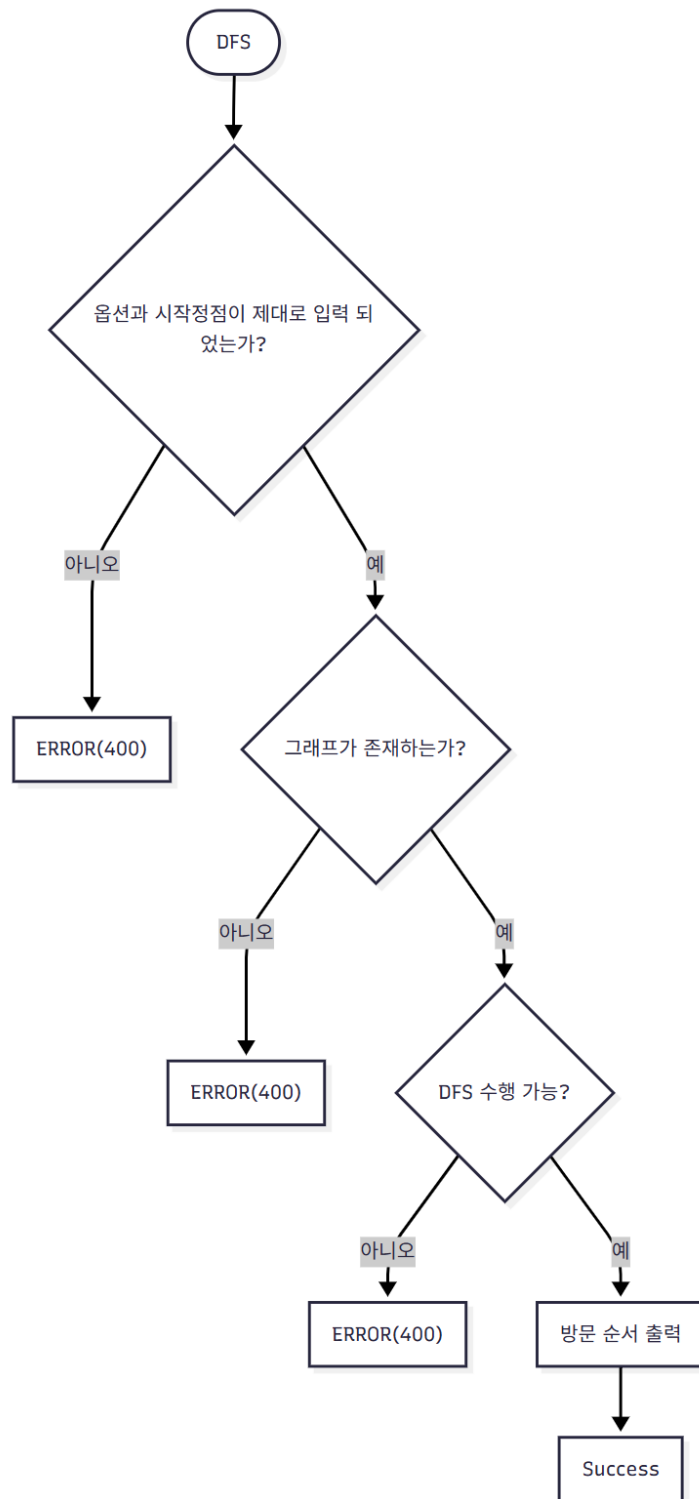 DFS
옵션과 시작정점이 제대로 입력 되
었는가?
아니오
예
ERROR(400)
그래프가 존재하는가?
아니오
예
ERROR(400)
DFS 수행 가능?
아니오
예
ERROR(400)
방문 순서 출력
Success